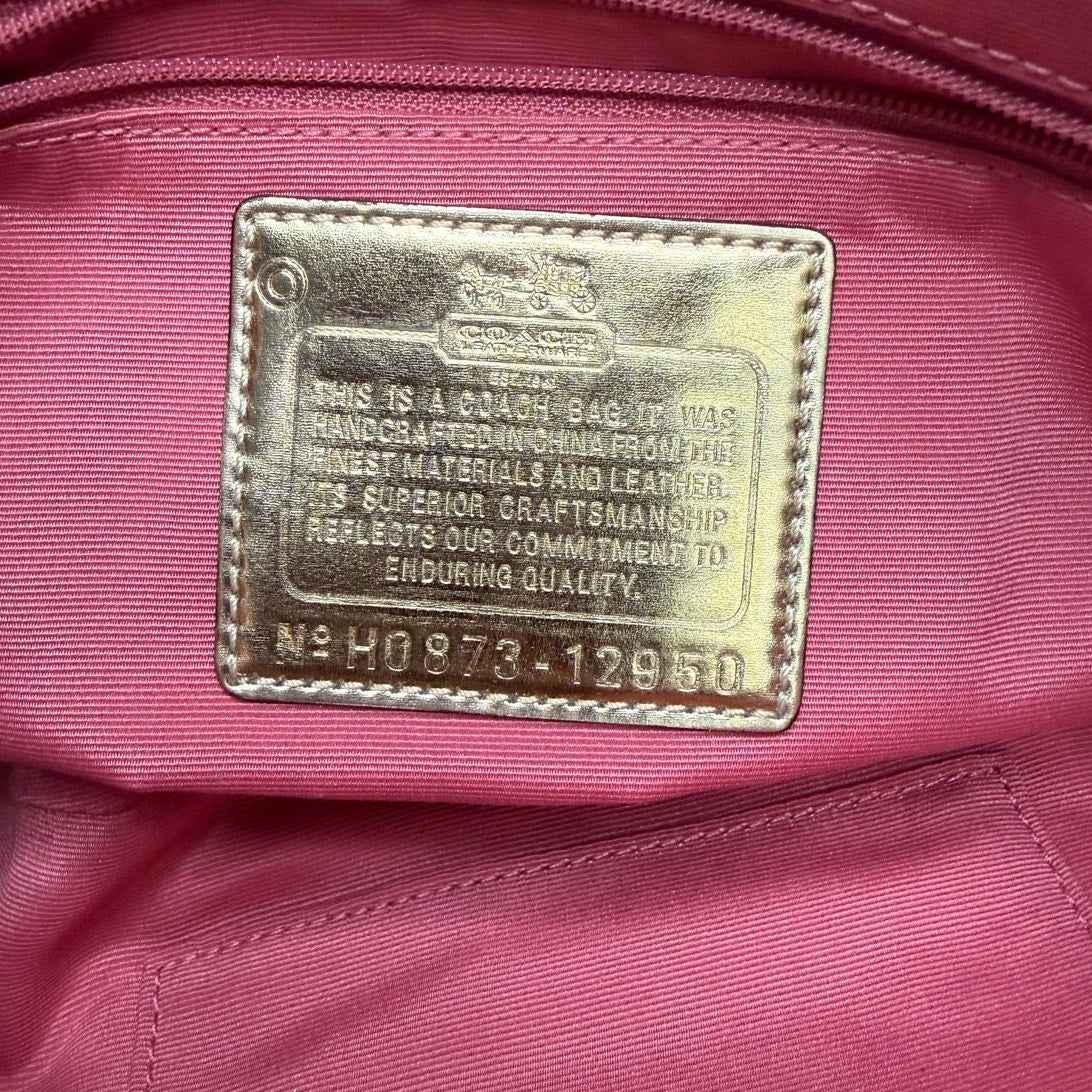 COACH
LEATHERWARE
THIS IS A COACH BAG. IT WAS
HANDCRAFTED IN CHINA FROM THE
FINEST MATERIALS AND LEATHER.
ITS SUPERIOR CRAFTSMANSHIP
REFLECTS OUR COMMITMENT TO
ENDURING QUALITY.
Nº H0873-12950